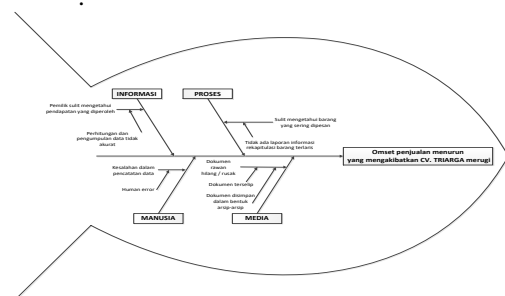 INFORMASI
PROSES
Pemilik sulit mengetahui
pendapatan yang diperoleh
Sulit mengetahui barang
yang sering dipesan
Perhitungan dan
pengumpulan data tidak
akurat
Tidak ada laporan informasi
rekapitulasi barang terlaris
Omset penjualan menurun
yang mengakibatkan CV. TRIARGA merugi
Kesalahan dalam
pencatatan data
Dokumen
rawan
hilang / rusak
Human error
Dokumen terselip
Dokumen disimpan
dalam bentuk
arsip-arsip
MANUSIA
MEDIA